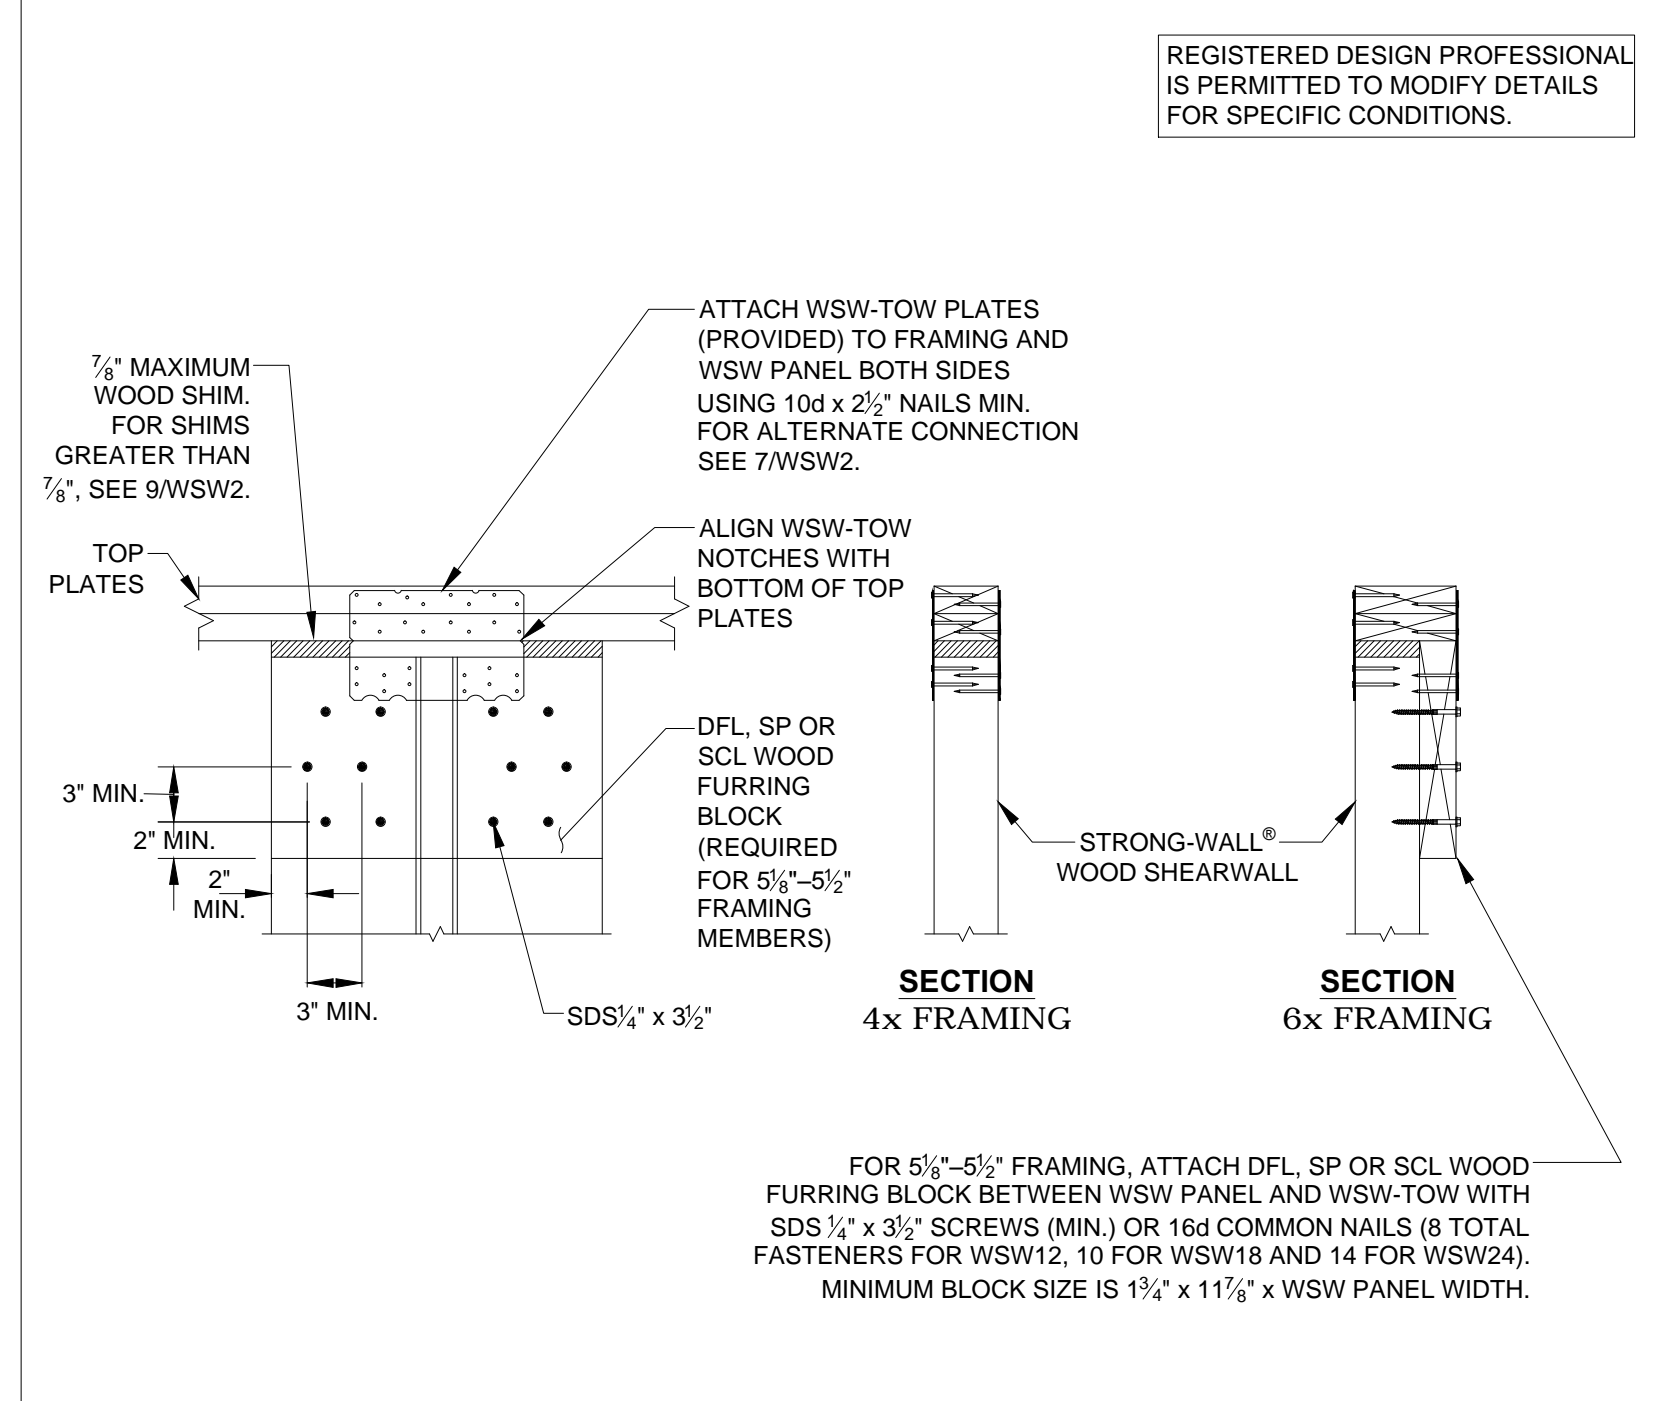 REGISTERED DESIGN PROFESSIONAL
IS PERMITTED TO MODIFY DETAILS
FOR SPECIFIC CONDITIONS.
ATTACH WSW-TOW PLATES
(PROVIDED) TO FRAMING AND
WSW PANEL BOTH SIDES
USING 10d x 2½" NAILS MIN.
FOR ALTERNATE CONNECTION
SEE 7/WSW2.
⅞" MAXIMUM
WOOD SHIM.
FOR SHIMS
GREATER THAN
⅞", SEE 9/WSW2.
TOP
PLATES
ALIGN WSW-TOW
NOTCHES WITH
BOTTOM OF TOP
PLATES
DFL, SP OR
SCL WOOD
FURRING
BLOCK
(REQUIRED
FOR 5⅛"–5½"
FRAMING
MEMBERS)
3" MIN.
2" MIN.
2"
MIN.
3" MIN.
SDS¼" x 3½"
STRONG-WALL®
WOOD SHEARWALL
SECTION
4x FRAMING
SECTION
6x FRAMING
FOR 5⅛"–5½" FRAMING, ATTACH DFL, SP OR SCL WOOD
FURRING BLOCK BETWEEN WSW PANEL AND WSW-TOW WITH
SDS ¼" x 3½" SCREWS (MIN.) OR 16d COMMON NAILS (8 TOTAL
FASTENERS FOR WSW12, 10 FOR WSW18 AND 14 FOR WSW24).
MINIMUM BLOCK SIZE IS 1¾" x 11⅞" x WSW PANEL WIDTH.